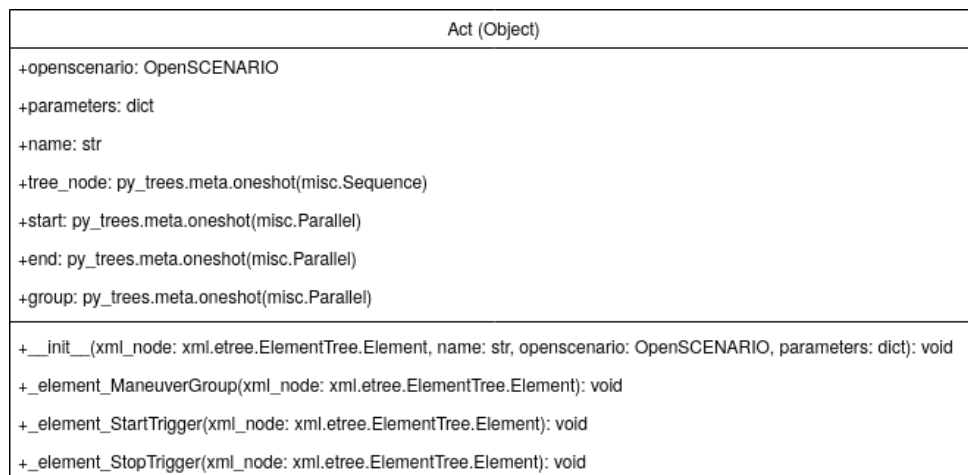 Act (Object)
+openscenario: OpenSCENARIO
+parameters: dict
+name: str
+tree_node: py_trees.meta.oneshot(misc.Sequence)
+start: py_trees.meta.oneshot(misc.Parallel)
+end: py_trees.meta.oneshot(misc.Parallel)
+group: py_trees.meta.oneshot(misc.Parallel)
+__init__(xml_node: xml.etree.ElementTree.Element, name: str, openscenario: OpenSCENARIO, parameters: dict): void
+_element_ManeuverGroup(xml_node: xml.etree.ElementTree.Element): void
+_element_StartTrigger(xml_node: xml.etree.ElementTree.Element): void
+_element_StopTrigger(xml_node: xml.etree.ElementTree.Element): void